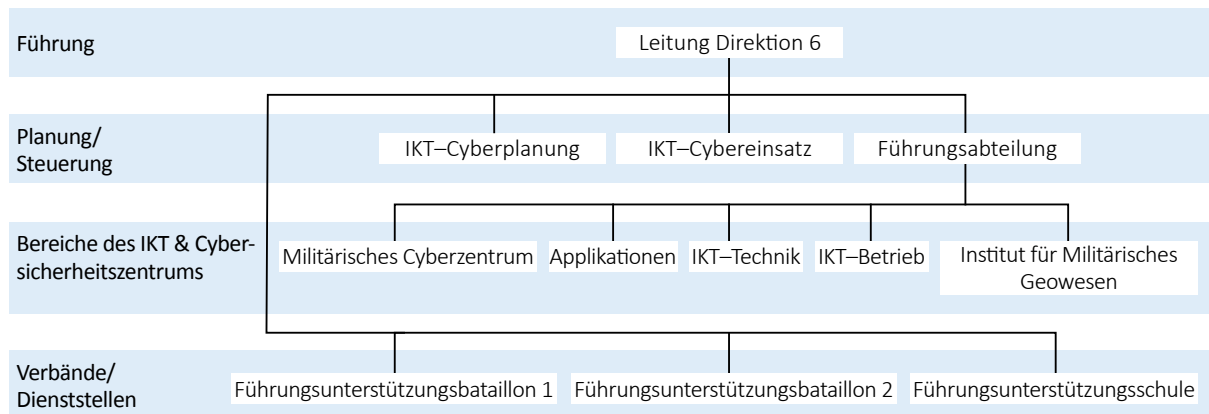 Führung
Leitung Direktion 6
Planung/
Steuerung
IKT–Cyberplanung
IKT–Cybereinsatz
Führungsabteilung
Bereiche des IKT & Cyber-
sicherheitszentrums
Militärisches Cyberzentrum
Applikationen
IKT–Technik
IKT–Betrieb
Institut für Militärisches
Geowesen
Verbände/
Dienststellen
Führungsunterstützungsbataillon 1
Führungsunterstützungsbataillon 2
Führungsunterstützungsschule